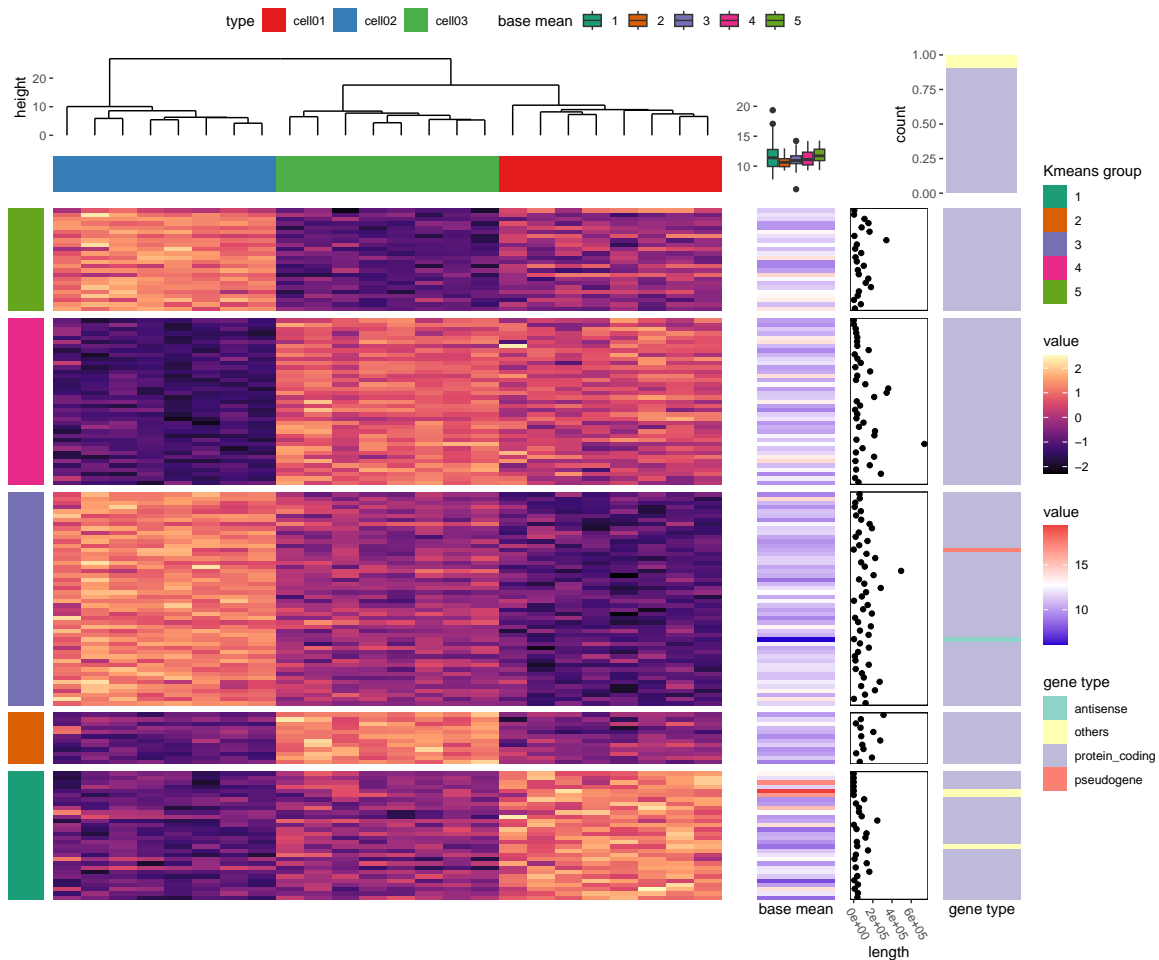 type cell01 cell02 cell03 base mean 1 2 3 4 5
height
20
10
0
20
15
10
count
1.00
0.75
0.50
0.25
0.00
Kmeans group
1
2
3
4
5
value
2
1
0
−1
−2
value
15
10
gene type
antisense
others
protein_coding
pseudogene
base mean
0e+00 2e+05 4e+05 6e+05
length
gene type